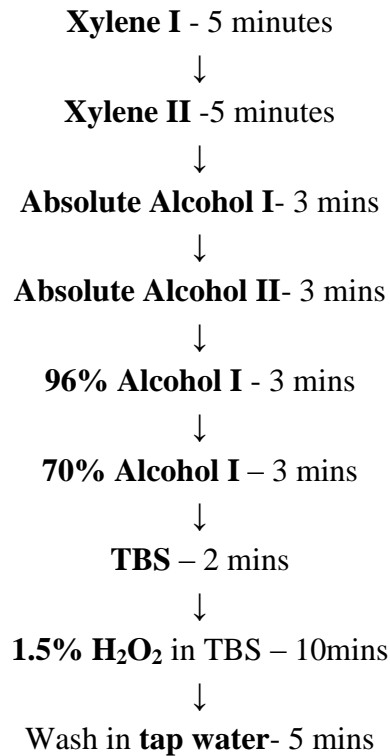 Xylene I - 5 minutes
↓
Xylene II -5 minutes
↓
Absolute Alcohol I- 3 mins
↓
Absolute Alcohol II- 3 mins
↓
96% Alcohol I - 3 mins
↓
70% Alcohol I – 3 mins
↓
TBS – 2 mins
↓
1.5% H₂O₂ in TBS – 10mins
↓
Wash in tap water- 5 mins